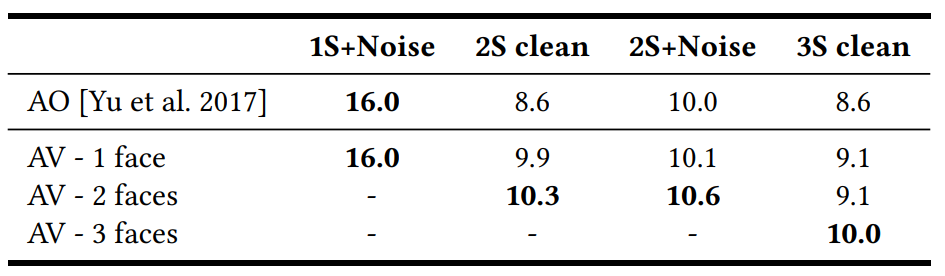 1S+Noise 2S clean 2S+Noise 3S clean
AO [Yu et al. 2017] 16.0 8.6 10.0 8.6
AV - 1 face 16.0 9.9 10.1 9.1
AV - 2 faces - 10.3 10.6 9.1
AV - 3 faces - - - 10.0